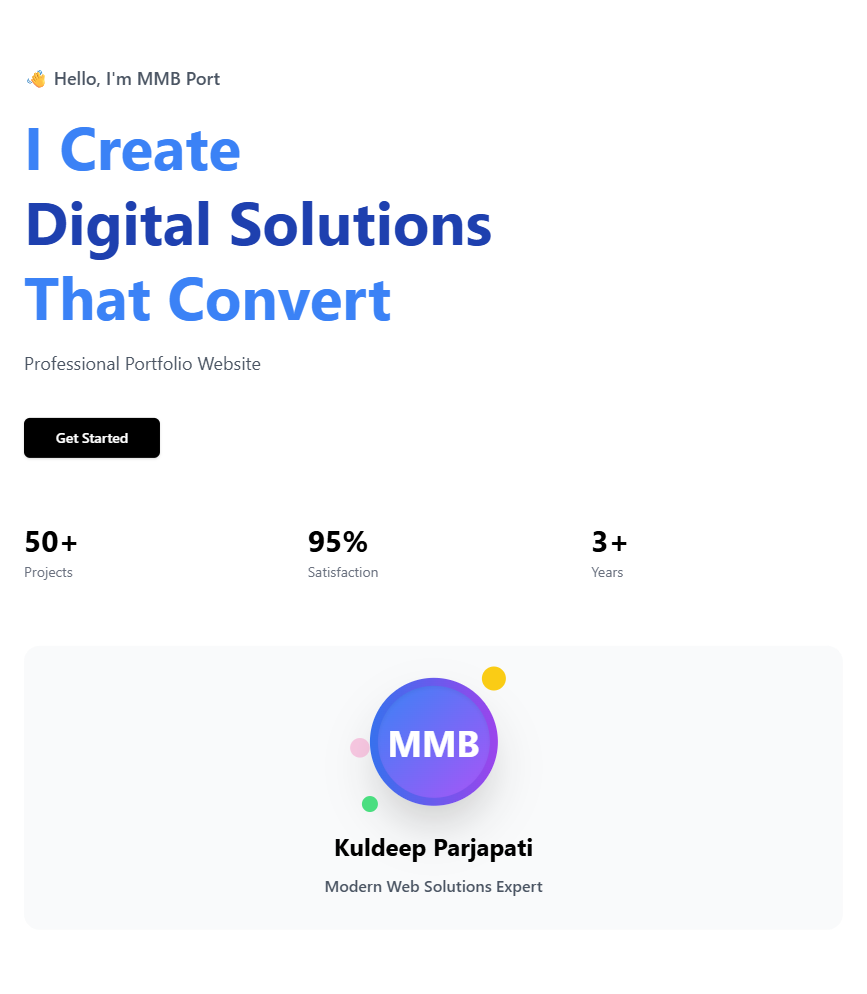 👋 Hello, I'm MMB Port
I Create
Digital Solutions
That Convert
Professional Portfolio Website
Get Started
50+
Projects
95%
Satisfaction
3+
Years
MMB
Kuldeep Parjapati
Modern Web Solutions Expert